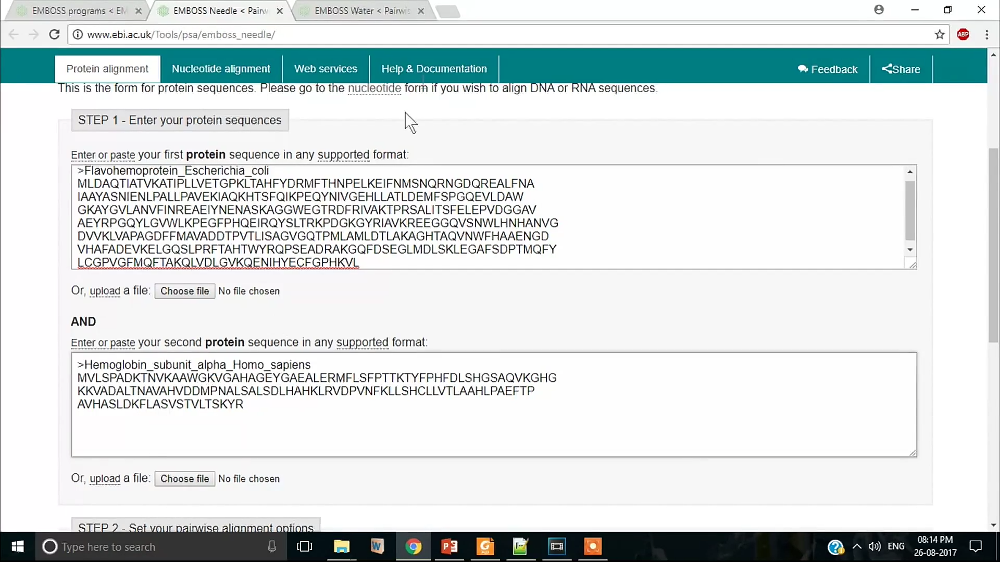 EMBOSS programs < EM
EMBOSS Needle < Pairw
EMBOSS Water < Pairwis
www.ebi.ac.uk/Tools/psa/emboss_needle/
ABP
Protein alignment
Nucleotide alignment
Web services
Help & Documentation
Feedback
Share
This is the form for protein sequences. Please go to the nucleotide form if you wish to align DNA or RNA sequences.
STEP 1 - Enter your protein sequences
Enter or paste your first protein sequence in any supported format:
>Flavohemoprotein_Escherichia_coli
MLDAQTIATVKATIPLLVETGPKLTAHFYDRMFTHNPELKEIFNMSNQRNGDQREALFNA
IAAYASNIENLPALLPAVEKIAQKHTSFQIKPEQYNIVGEHLLATLDEMFSPGQEVLDAW
GKAYGVLANVFINREAEIYNENASKAGGWEGTRDFRIVAKTPRSALITSFELEPVDGGAV
AEYRPGQYLGVWLKPEGFPHQEIRQYSLTRKPDGKGYRIAVKREEGGQVSNWLHNHANVG
DVVKLVAPAGDFFMAVADDTPVTLISAGVGQTPMLAMLDTLAKAGHTAQVNWFHAAENGD
VHAFADEVKELGQSLPRFTAHTWYRQPSEADRAKGQFDSEGLMDLSKLEGAFSDPTMQFY
LCGPVGFMQFTAKQLVDLGVKQENIHYECFGPHKVL
Or, upload a file: Choose file No file chosen
AND
Enter or paste your second protein sequence in any supported format:
>Hemoglobin_subunit_alpha_Homo_sapiens
MVLSPADKTNVKAAWGKVGAHAGEYGAEALERMFLSFPTTKTYFPHFDLSHGSAQVKGHG
KKVADALTNAVAHVDDMPNALSALSDLHAHKLRVDPVNFKLLSHCLLVTLAAHLPAEFTP
AVHASLDKFLASVSTVLTSKYR
Or, upload a file: Choose file No file chosen
STEP 2 - Set your pairwise alignment options
Type here to search
ENG
08:14 PM
26-08-2017